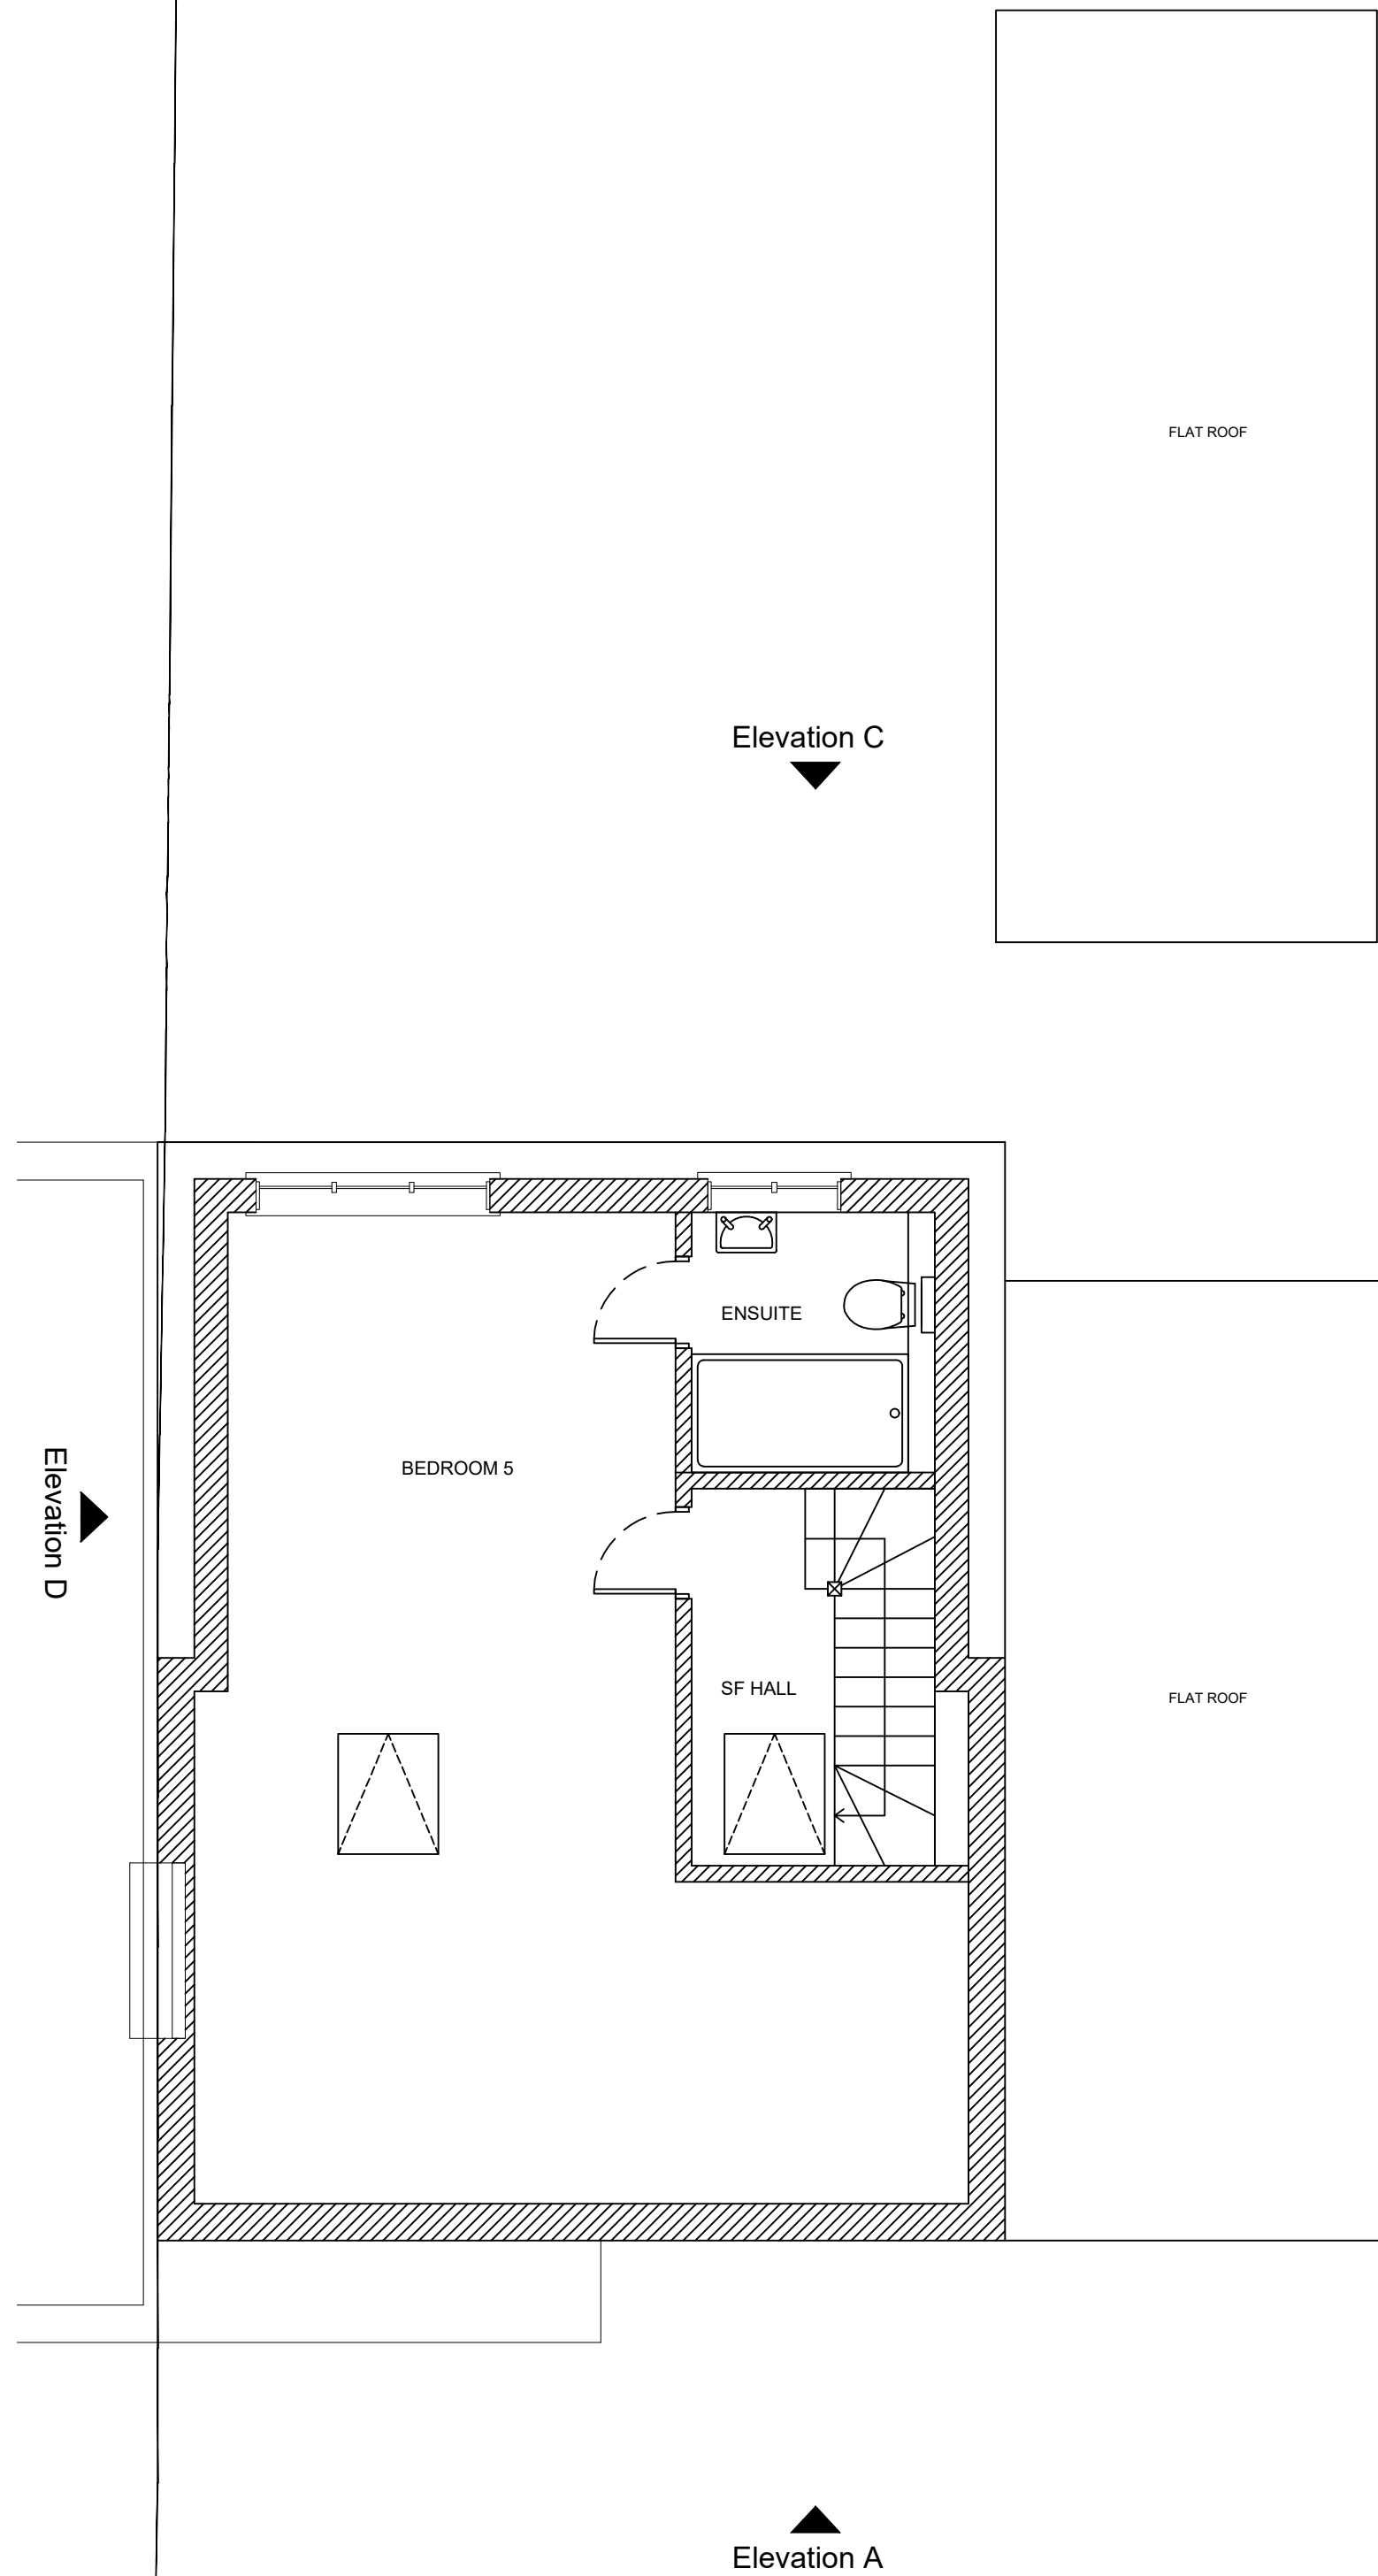 FLAT ROOF
Elevation C
ENSUITE
BEDROOM 5
Elevation D
SF HALL
FLAT ROOF
Elevation A